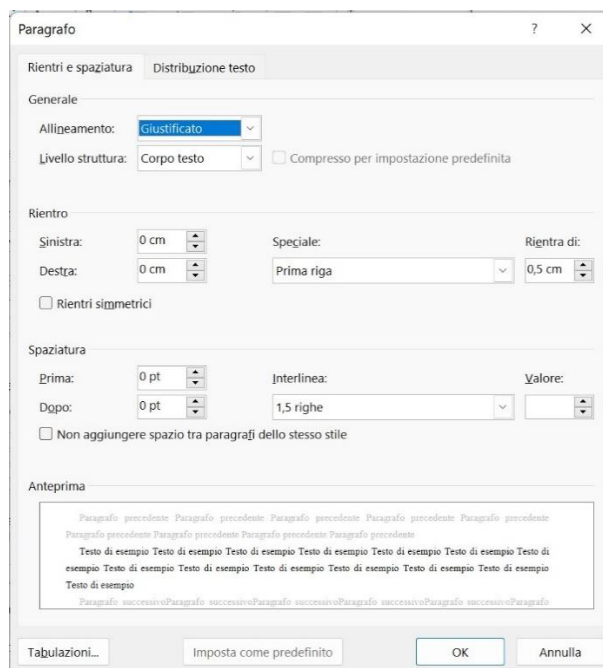 Paragrafo ? ×
Rientri e spaziatura Distribuzione testo
Generale
Allineamento: Giustificato
Livello struttura: Corpo testo Compresso per impostazione predefinita
Rientro
Sinistra: 0 cm Speciale: Rientra di:
Destra: 0 cm Prima riga 0,5 cm
Rientri simmetrici
Spaziatura
Prima: 0 pt Interlinea: Valore:
Dopo: 0 pt 1,5 righe
Non aggiungere spazio tra paragrafi dello stesso stile
Anteprima
Paragrafo precedente Paragrafo precedente Paragrafo precedente Paragrafo precedente Paragrafo precedente
Paragrafo precedente Paragrafo precedente Paragrafo precedente Paragrafo precedente
Testo di esempio Testo di esempio Testo di esempio Testo di esempio Testo di esempio Testo di esempio Testo di
esempio Testo di esempio Testo di esempio Testo di esempio Testo di esempio Testo di esempio Testo di esempio
Testo di esempio
Paragrafo successivoParagrafo successivoParagrafo successivoParagrafo successivoParagrafo
Tabulazioni... Imposta come predefinito OK Annulla